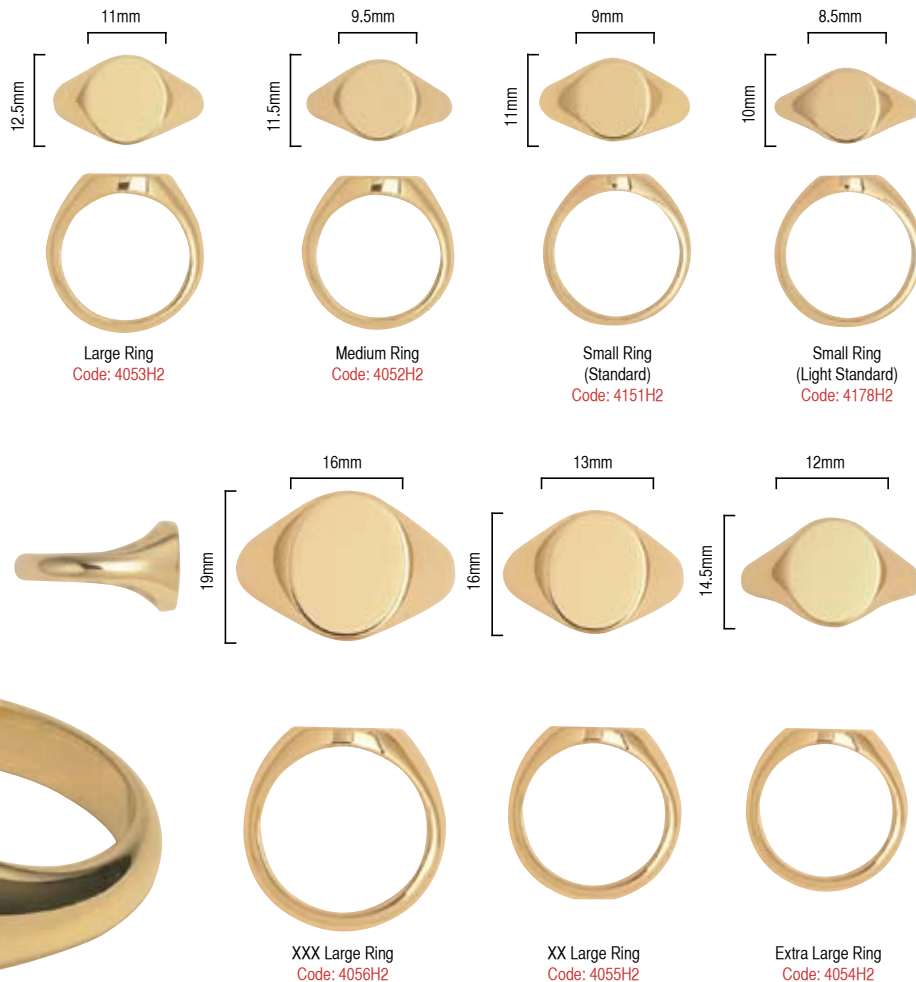 11mm
9.5mm
9mm
8.5mm
12.5mm
11.5mm
11mm
10mm
Large Ring
Code: 4053H2
Medium Ring
Code: 4052H2
Small Ring
(Standard)
Code: 4151H2
Small Ring
(Light Standard)
Code: 4178H2
16mm
13mm
12mm
19mm
16mm
14.5mm
XXX Large Ring
Code: 4056H2
XX Large Ring
Code: 4055H2
Extra Large Ring
Code: 4054H2